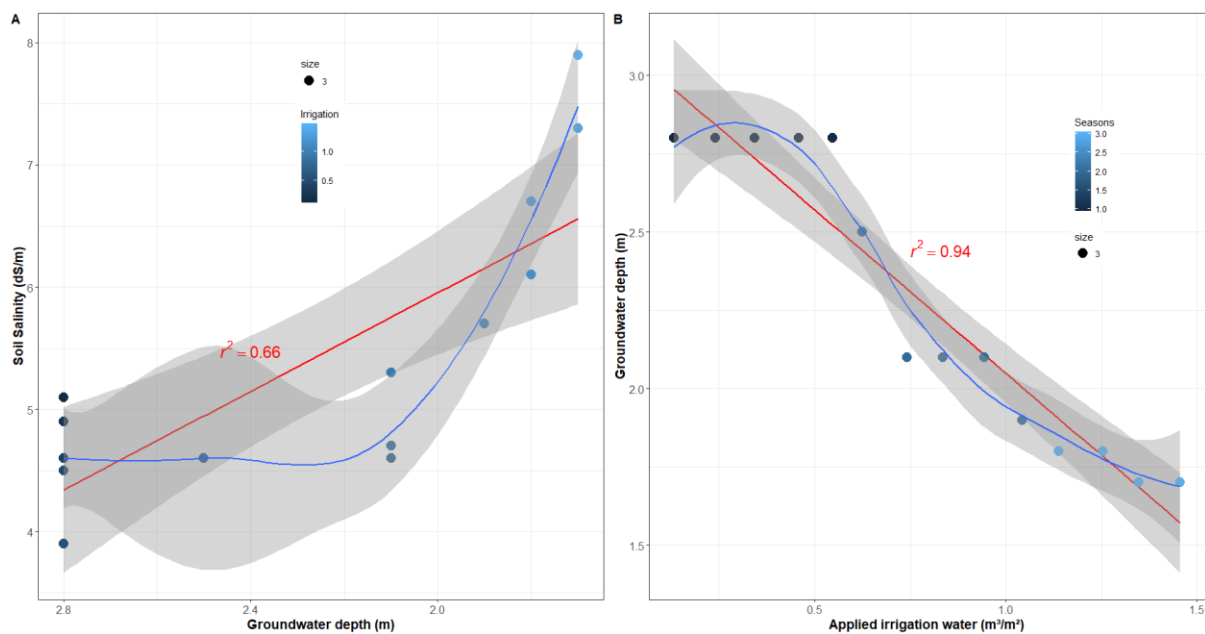 A
8
7
6
5
4
Soil Salinity (dS/m)
size
3
Irrigation
1.0
0.5
r² = 0.66
2.8
2.4
2.0
Groundwater depth (m)
B
3.0
2.5
2.0
1.5
Groundwater depth (m)
Seasons
3.0
2.5
2.0
1.5
1.0
size
3
r² = 0.94
0.5
1.0
1.5
Applied irrigation water (m³/m²)